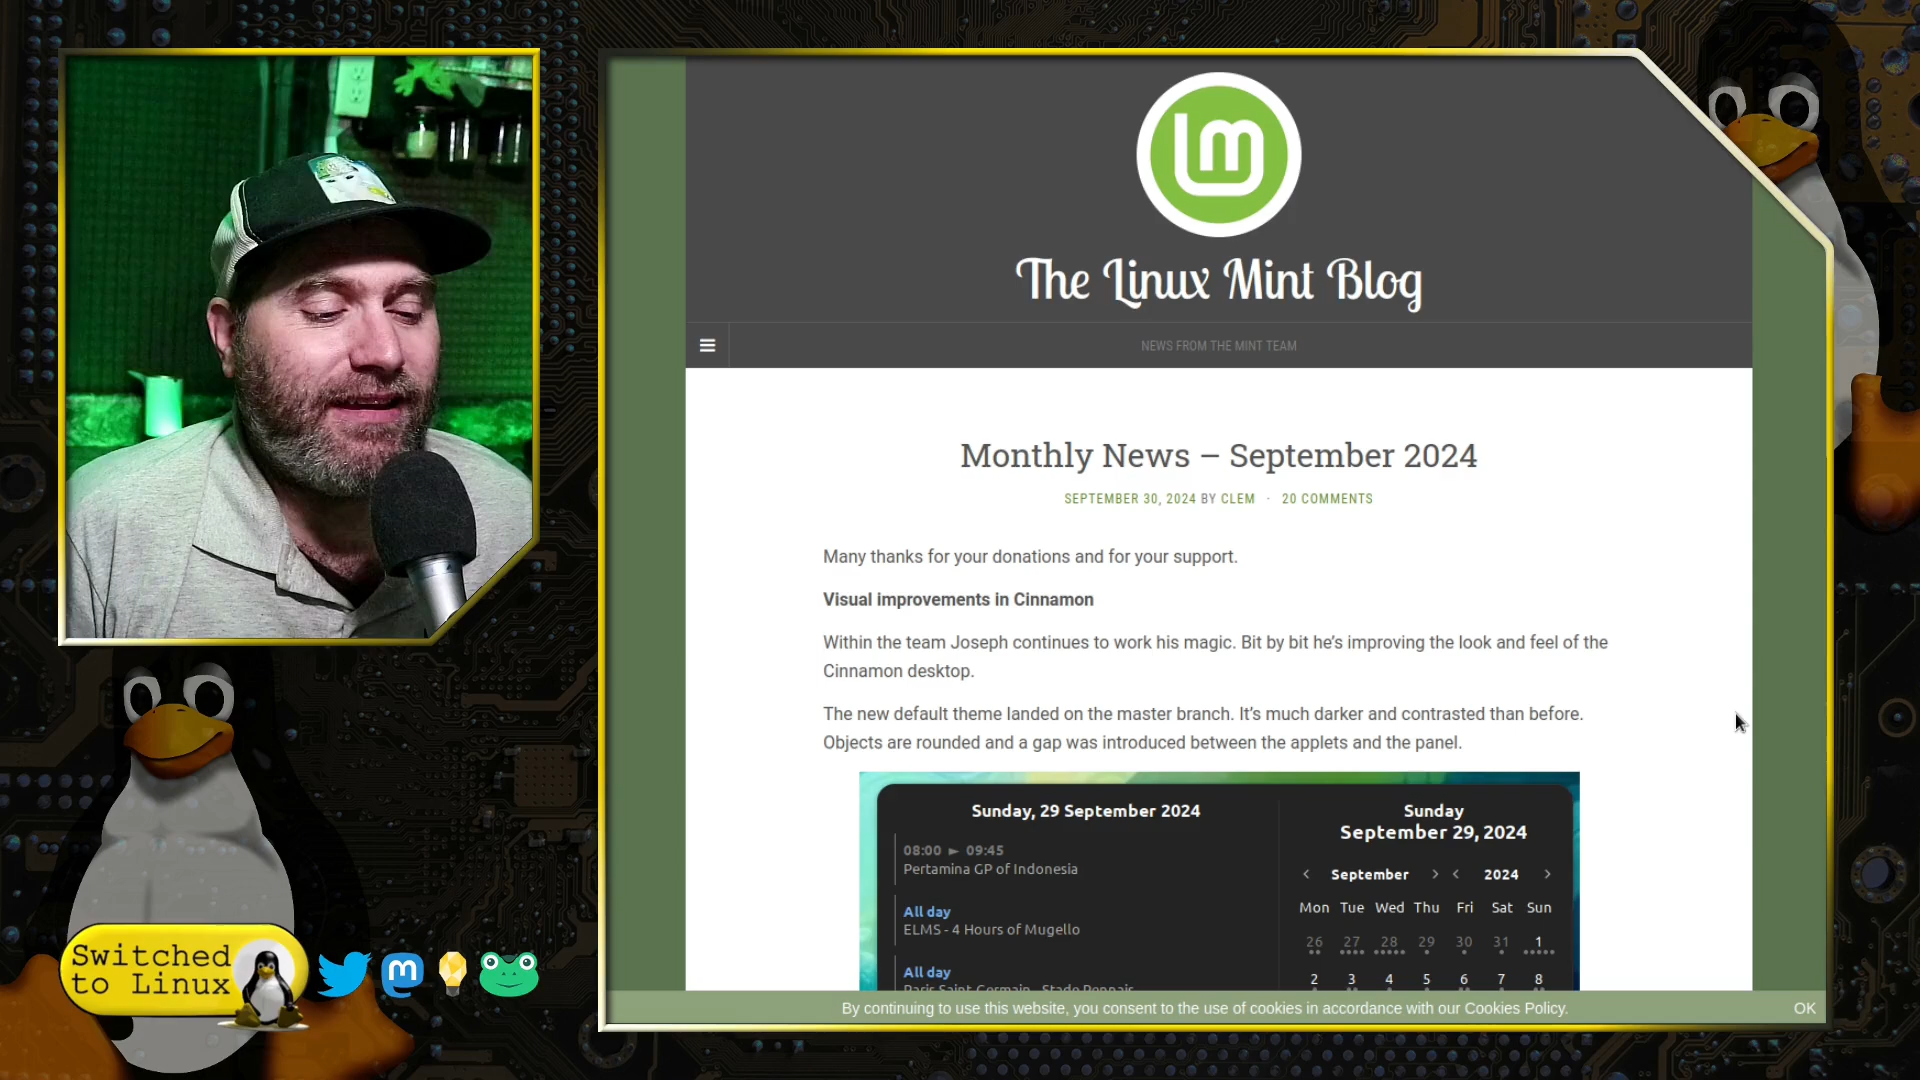 Lm
The Linux Mint Blog
NEWS FROM THE MINT TEAM
Monthly News – September 2024
SEPTEMBER 30, 2024 BY CLEM · 20 COMMENTS
Many thanks for your donations and for your support.
Visual improvements in Cinnamon
Within the team Joseph continues to work his magic. Bit by bit he's improving the look and feel of the
Cinnamon desktop.
The new default theme landed on the master branch. It's much darker and contrasted than before.
Objects are rounded and a gap was introduced between the applets and the panel.
Sunday, 29 September 2024
08:00 ► 09:45
Pertamina GP of Indonesia
All day
ELMS - 4 Hours of Mugello
All day
Paris Saint-Germain - Stade Rennais
Sunday
September 29, 2024
‹ September › ‹ 2024 ›
Mon Tue Wed Thu Fri Sat Sun
26 27 28 29 30 31 1
2 3 4 5 6 7 8
By continuing to use this website, you consent to the use of cookies in accordance with our Cookies Policy.
OK
Switched
to Linux
m